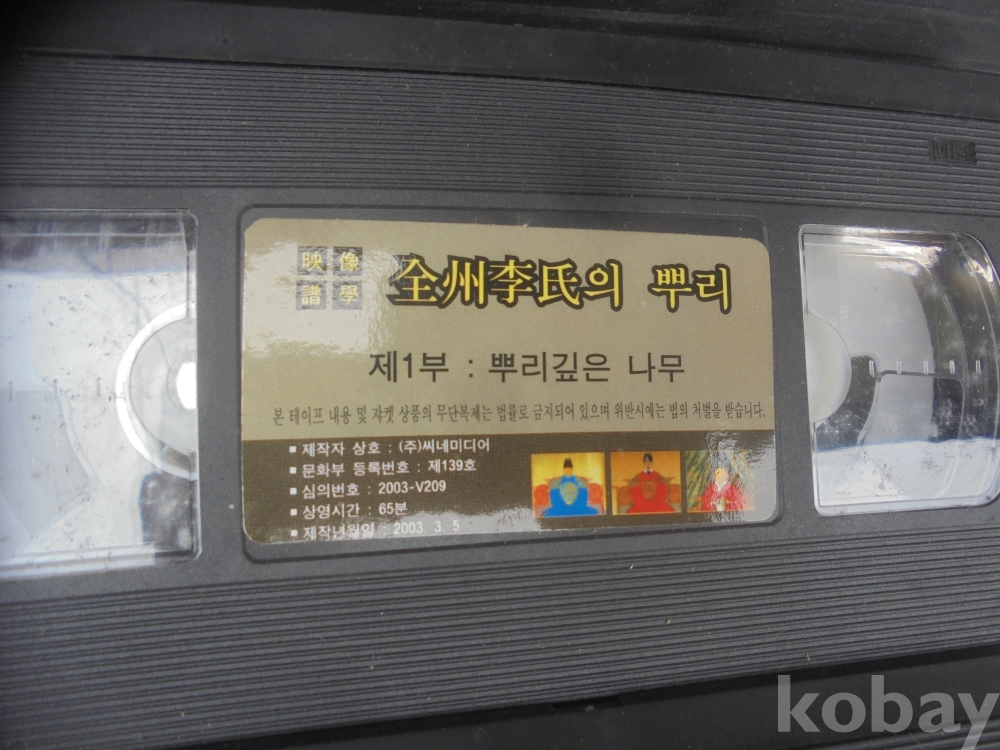 映像
譜學
全州李氏의 뿌리
제1부 : 뿌리깊은 나무
본 테이프 내용 및 쟈켓 상품의 무단복제는 법률로 금지되어 있으며 위반시에는 법의 처벌을 받습니다.
■ 제작자 상호 : (주)씨네미디어
■ 문화부 등록번호 : 제139호
■ 심의번호 : 2003-V209
■ 상영시간 : 65분
■ 제작년월일 : 2003. 3. 5
kobay